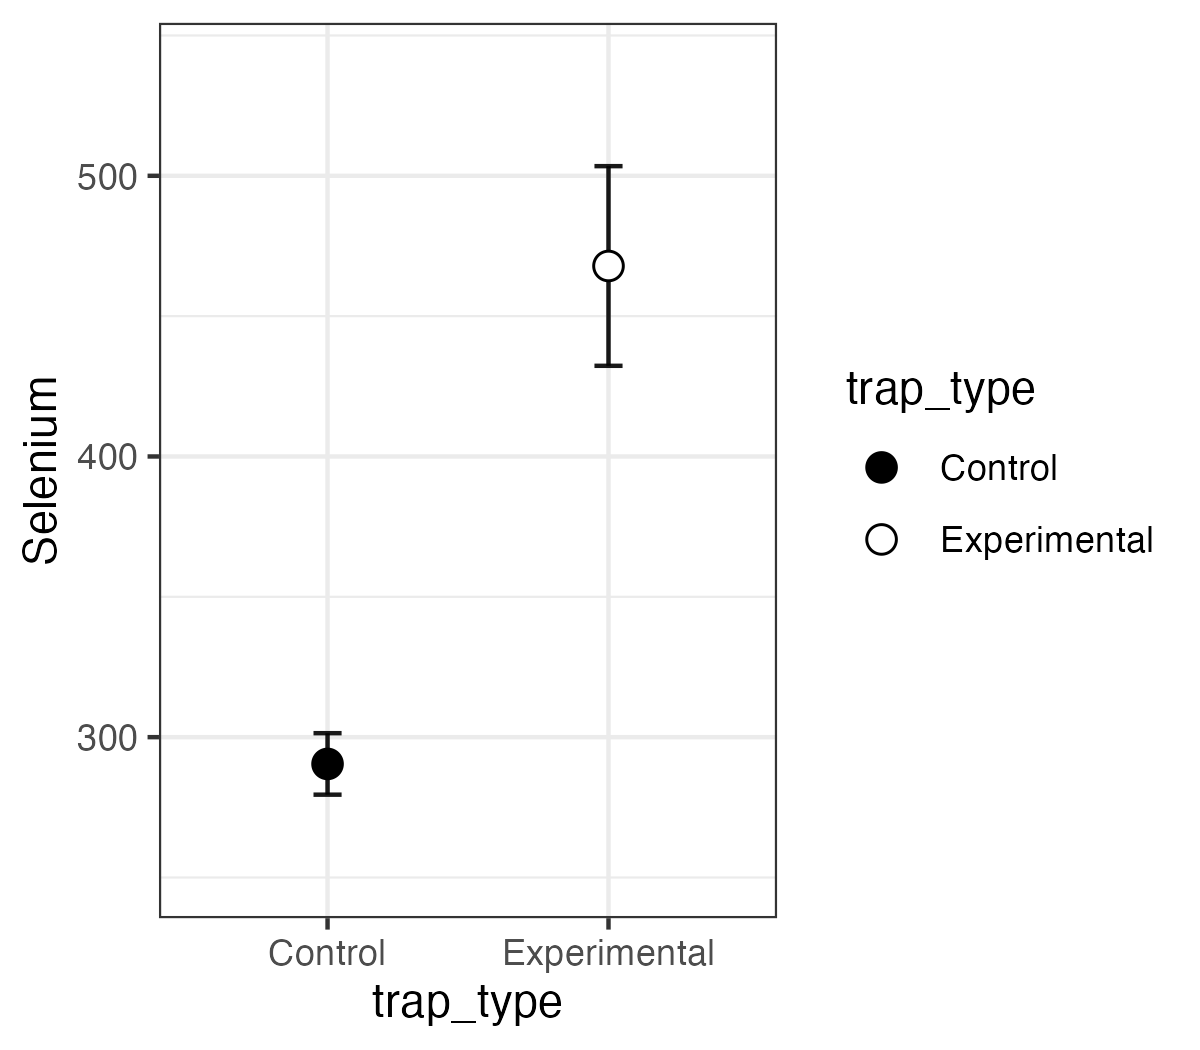 Selenium
500
400
300
Control
Experimental
trap_type
trap_type
Control
Experimental